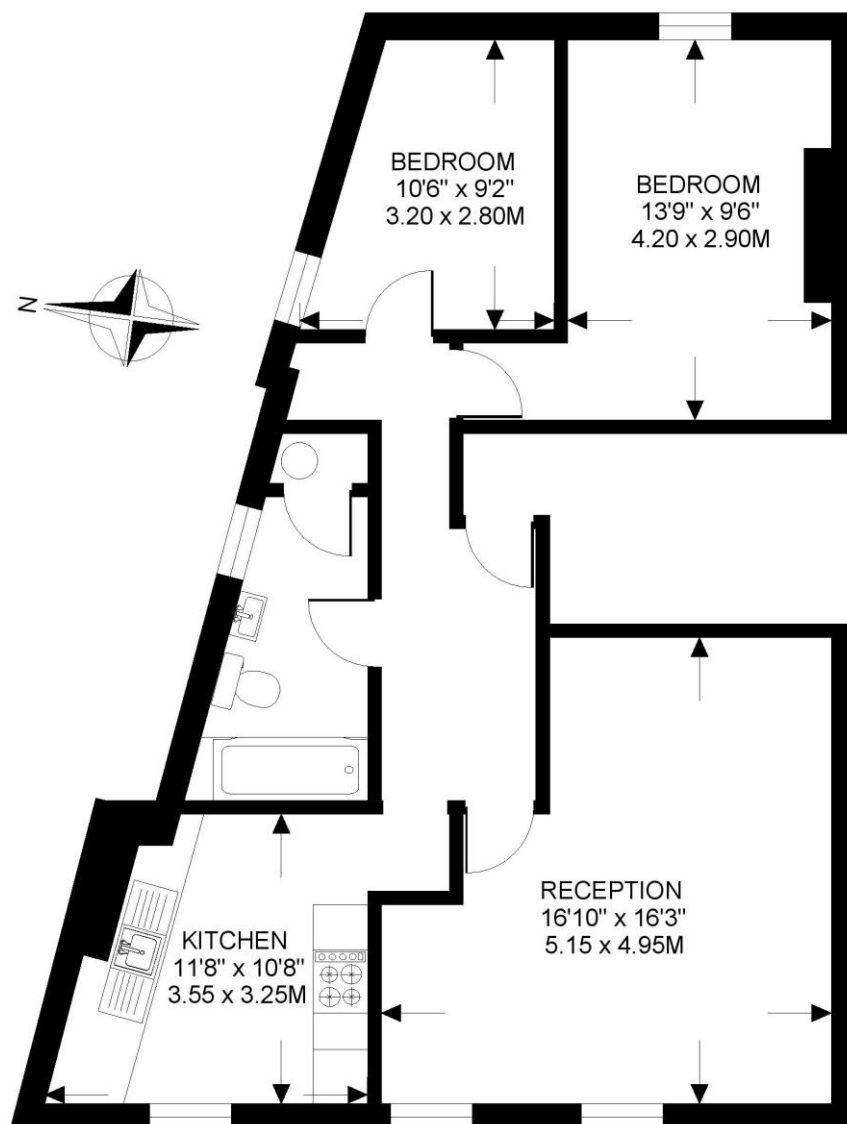 BEDROOM
10'6" x 9'2"
3.20 x 2.80M
BEDROOM
13'9" x 9'6"
4.20 x 2.90M
N
RECEPTION
16'10" x 16'3"
5.15 x 4.95M
KITCHEN
11'8" x 10'8"
3.55 x 3.25M